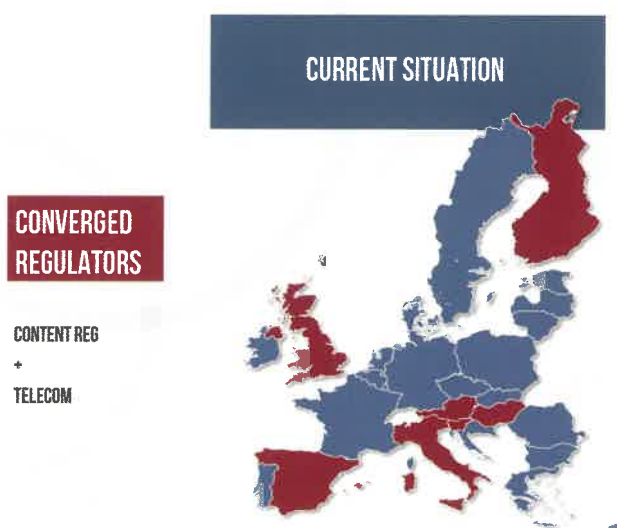 CURRENT SITUATION
CONVERGED
REGULATORS
CONTENT REG
+
TELECOM